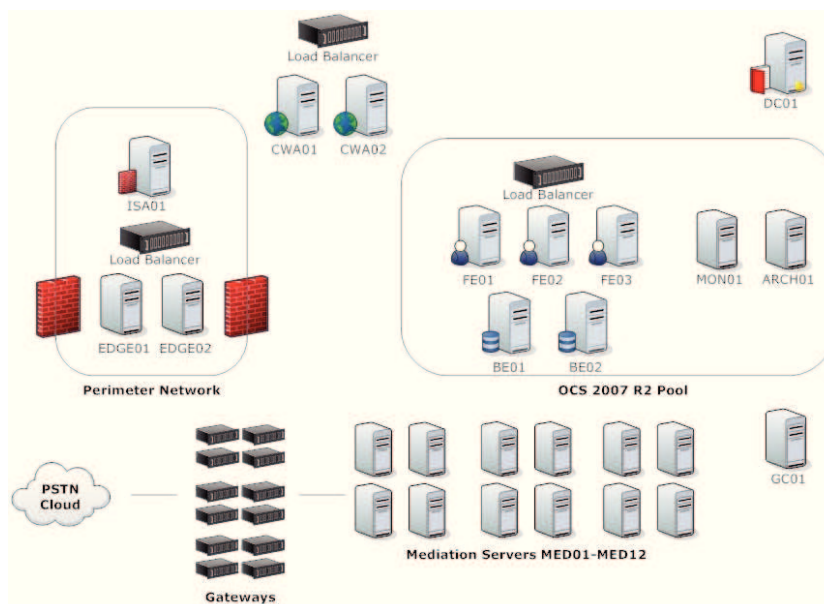 Load Balancer
CWA01
CWA02
DC01
ISA01
Load Balancer
EDGE01
EDGE02
Perimeter Network
Load Balancer
FE01
FE02
FE03
MON01
ARCH01
BE01
BE02
OCS 2007 R2 Pool
PSTN
Cloud
Gateways
Mediation Servers MED01-MED12
GC01